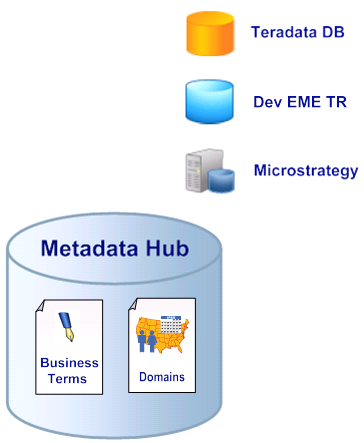 Teradata DB
Dev EME TR
Microstrategy
Metadata Hub
Business
Terms
Domains